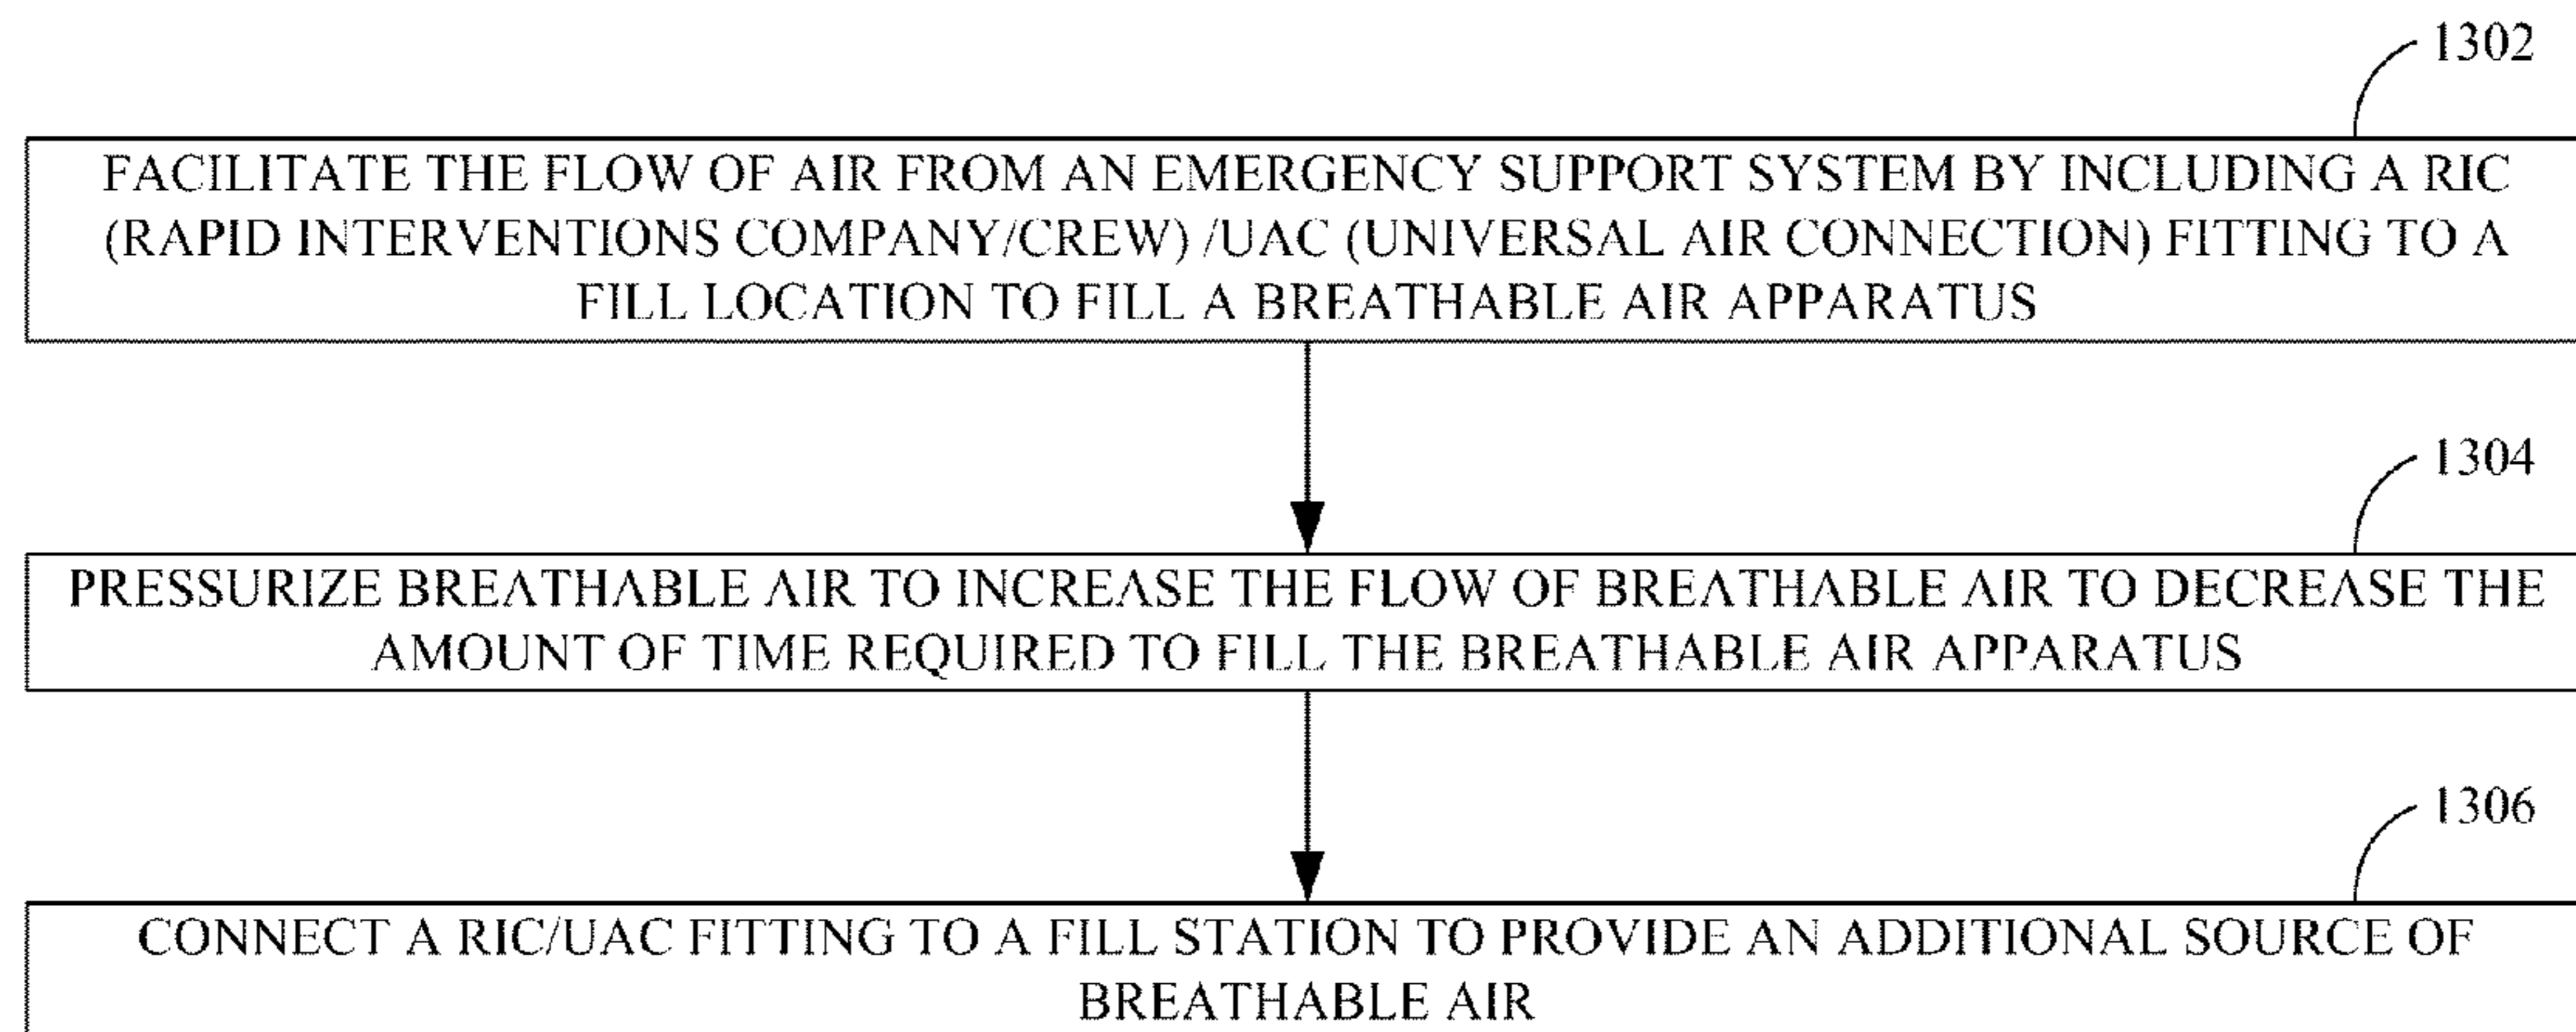 1302
FACILITATE THE FLOW OF AIR FROM AN EMERGENCY SUPPORT SYSTEM BY INCLUDING A RIC
(RAPID INTERVENTIONS COMPANY/CREW) /UAC (UNIVERSAL AIR CONNECTION) FITTING TO A
FILL LOCATION TO FILL A BREATHABLE AIR APPARATUS
1304
PRESSURIZE BREATHABLE AIR TO INCREASE THE FLOW OF BREATHABLE AIR TO DECREASE THE
AMOUNT OF TIME REQUIRED TO FILL THE BREATHABLE AIR APPARATUS
1306
CONNECT A RIC/UAC FITTING TO A FILL STATION TO PROVIDE AN ADDITIONAL SOURCE OF
BREATHABLE AIR